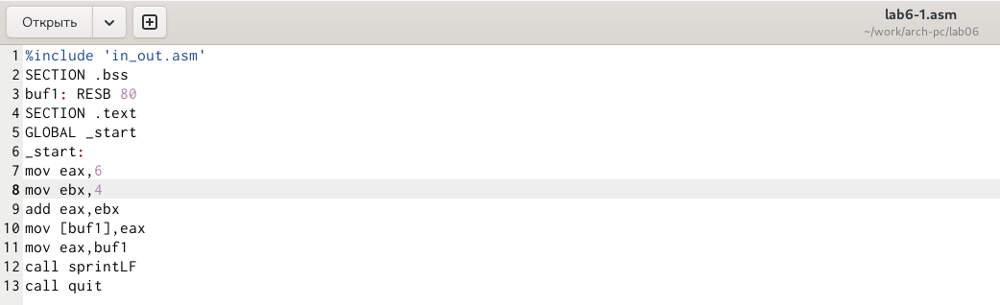 Открыть
lab6-1.asm
~/work/arch-pc/lab06
1 %include 'in_out.asm'
2 SECTION .bss
3 buf1: RESB 80
4 SECTION .text
5 GLOBAL _start
6 _start:
7 mov eax,6
8 mov ebx,4
9 add eax,ebx
10 mov [buf1],eax
11 mov eax,buf1
12 call sprintLF
13 call quit